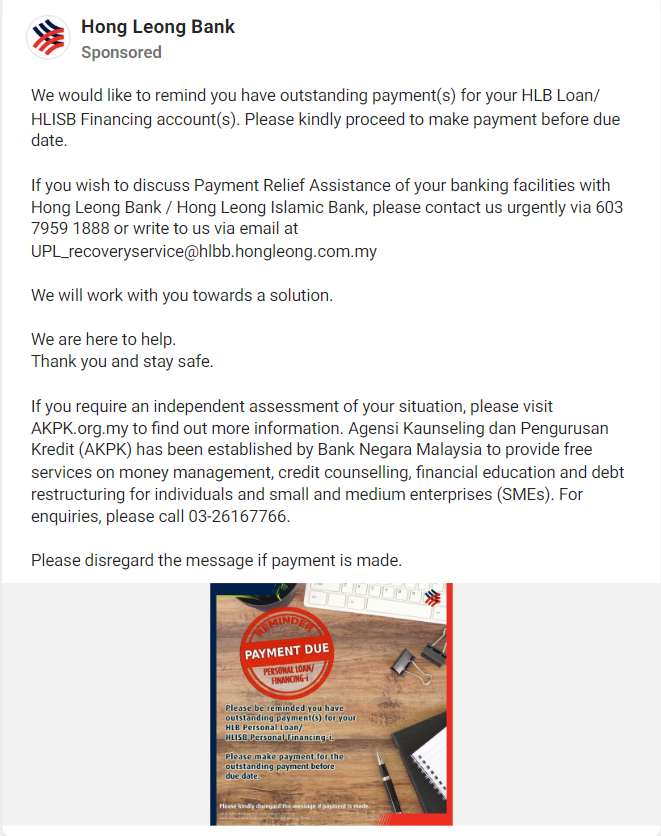 Hong Leong Bank
Sponsored
We would like to remind you have outstanding payment(s) for your HLB Loan/
HLISB Financing account(s). Please kindly proceed to make payment before due
date.
If you wish to discuss Payment Relief Assistance of your banking facilities with
Hong Leong Bank / Hong Leong Islamic Bank, please contact us urgently via 603
7959 1888 or write to us via email at
UPL_recoveryservice@hlbb.hongleong.com.my
We will work with you towards a solution.
We are here to help.
Thank you and stay safe.
If you require an independent assessment of your situation, please visit
AKPK.org.my to find out more information. Agensi Kaunseling dan Pengurusan
Kredit (AKPK) has been established by Bank Negara Malaysia to provide free
services on money management, credit counselling, financial education and debt
restructuring for individuals and small and medium enterprises (SMEs). For
enquiries, please call 03-26167766.
Please disregard the message if payment is made.
REMINDER
PAYMENT DUE
PERSONAL LOAN/
FINANCING-i
Please be reminded you have
outstanding payment(s) for your
HLB Personal Loan/
HLISB Personal Financing-i.
Please make payment for the
outstanding payment before
due date.
Please kindly disregard the message if payment is made.